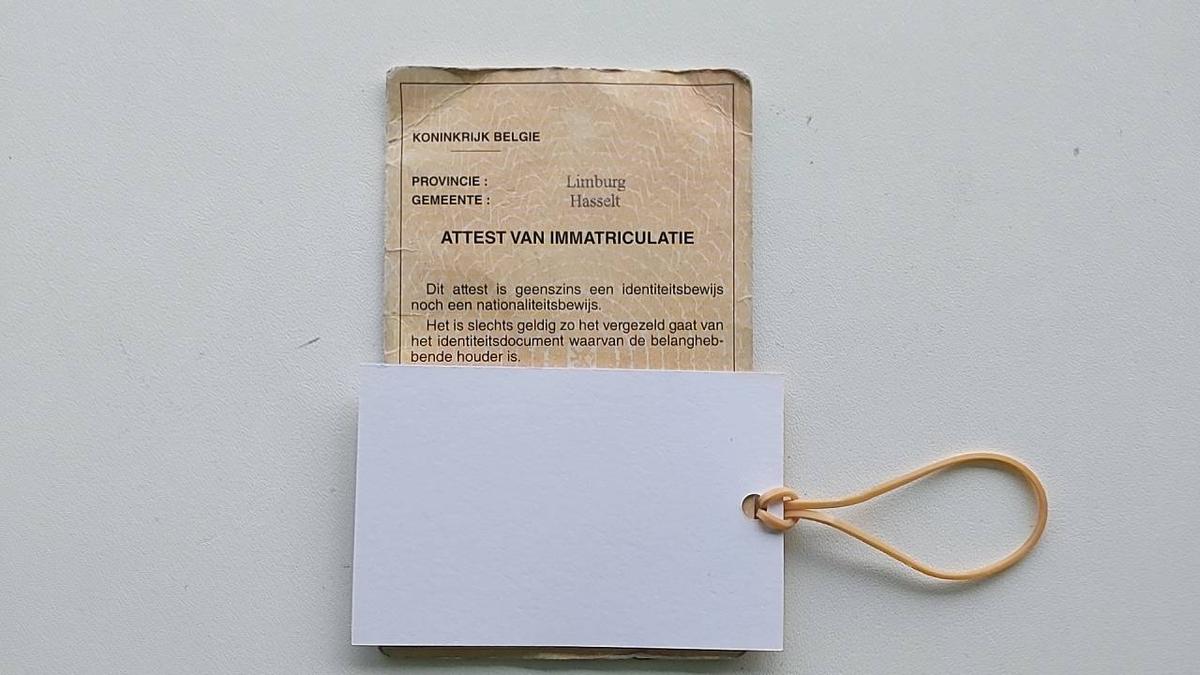 KONINKRIJK BELGIE
PROVINCIE : Limburg
GEMEENTE : Hasselt
ATTEST VAN IMMATRICULATIE
Dit attest is geenszins een identiteitsbewijs
noch een nationaliteitsbewijs.
Het is slechts geldig zo het vergezeld gaat van
het identiteitsdocument waarvan de belangheb-
bende houder is.